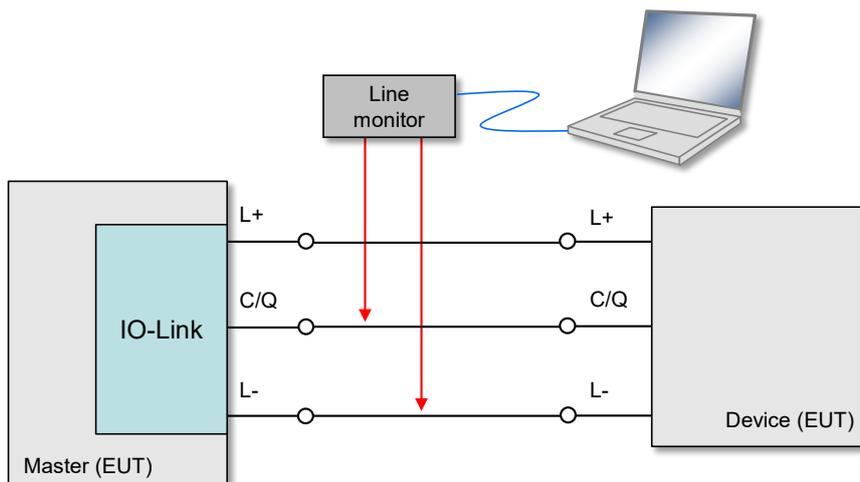 Line
monitor
L+
L+
C/Q
C/Q
IO-Link
L-
L-
Device (EUT)
Master (EUT)